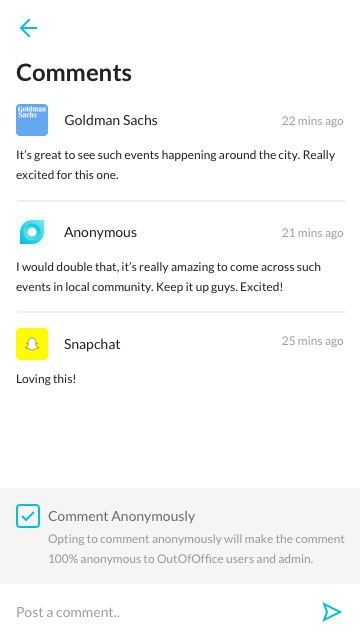 Comments
Goldman
Sachs
Goldman Sachs
22 mins ago
It's great to see such events happening around the city. Really
excited for this one.
Anonymous
21 mins ago
I would double that, it's really amazing to come across such
events in local community. Keep it up guys. Excited!
Snapchat
25 mins ago
Loving this!
Comment Anonymously
Opting to comment anonymously will make the comment
100% anonymous to OutOfOffice users and admin.
Post a comment..